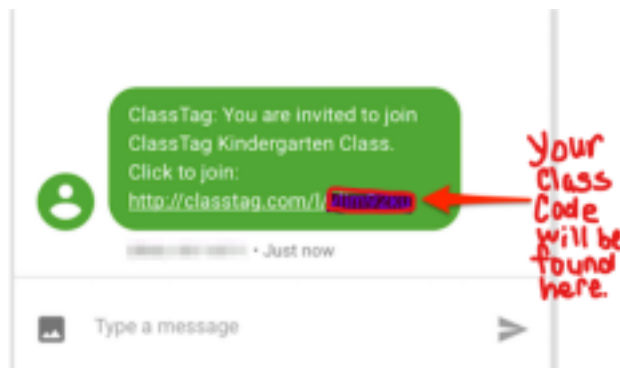 ClassTag: You are invited to join
ClassTag Kindergarten Class.
Click to join:
http://classtag.com/l/
• Just now
Type a message
Your
Class
Code
will be
found
here.